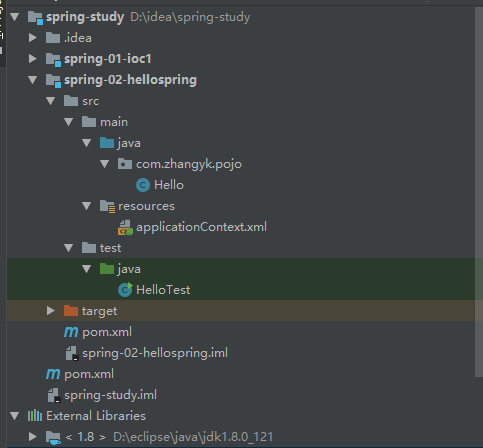 spring-study D:\idea\spring-study
.idea
spring-01-ioc1
spring-02-hellospring
src
main
java
com.zhangyk.pojo
Hello
resources
applicationContext.xml
test
java
HelloTest
target
pom.xml
spring-02-hellospring.iml
pom.xml
spring-study.iml
External Libraries
< 1.8 > D:\eclipse\java\jdk1.8.0_121